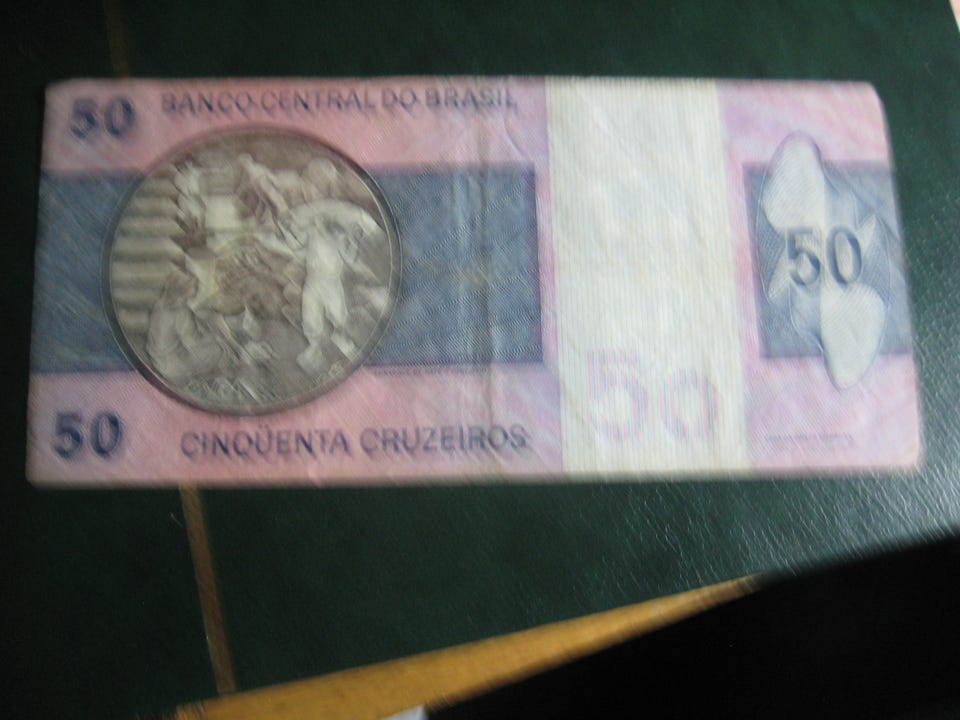 50 BANCO CENTRAL DO BRASIL
50
50
50 CINQÜENTA CRUZEIROS